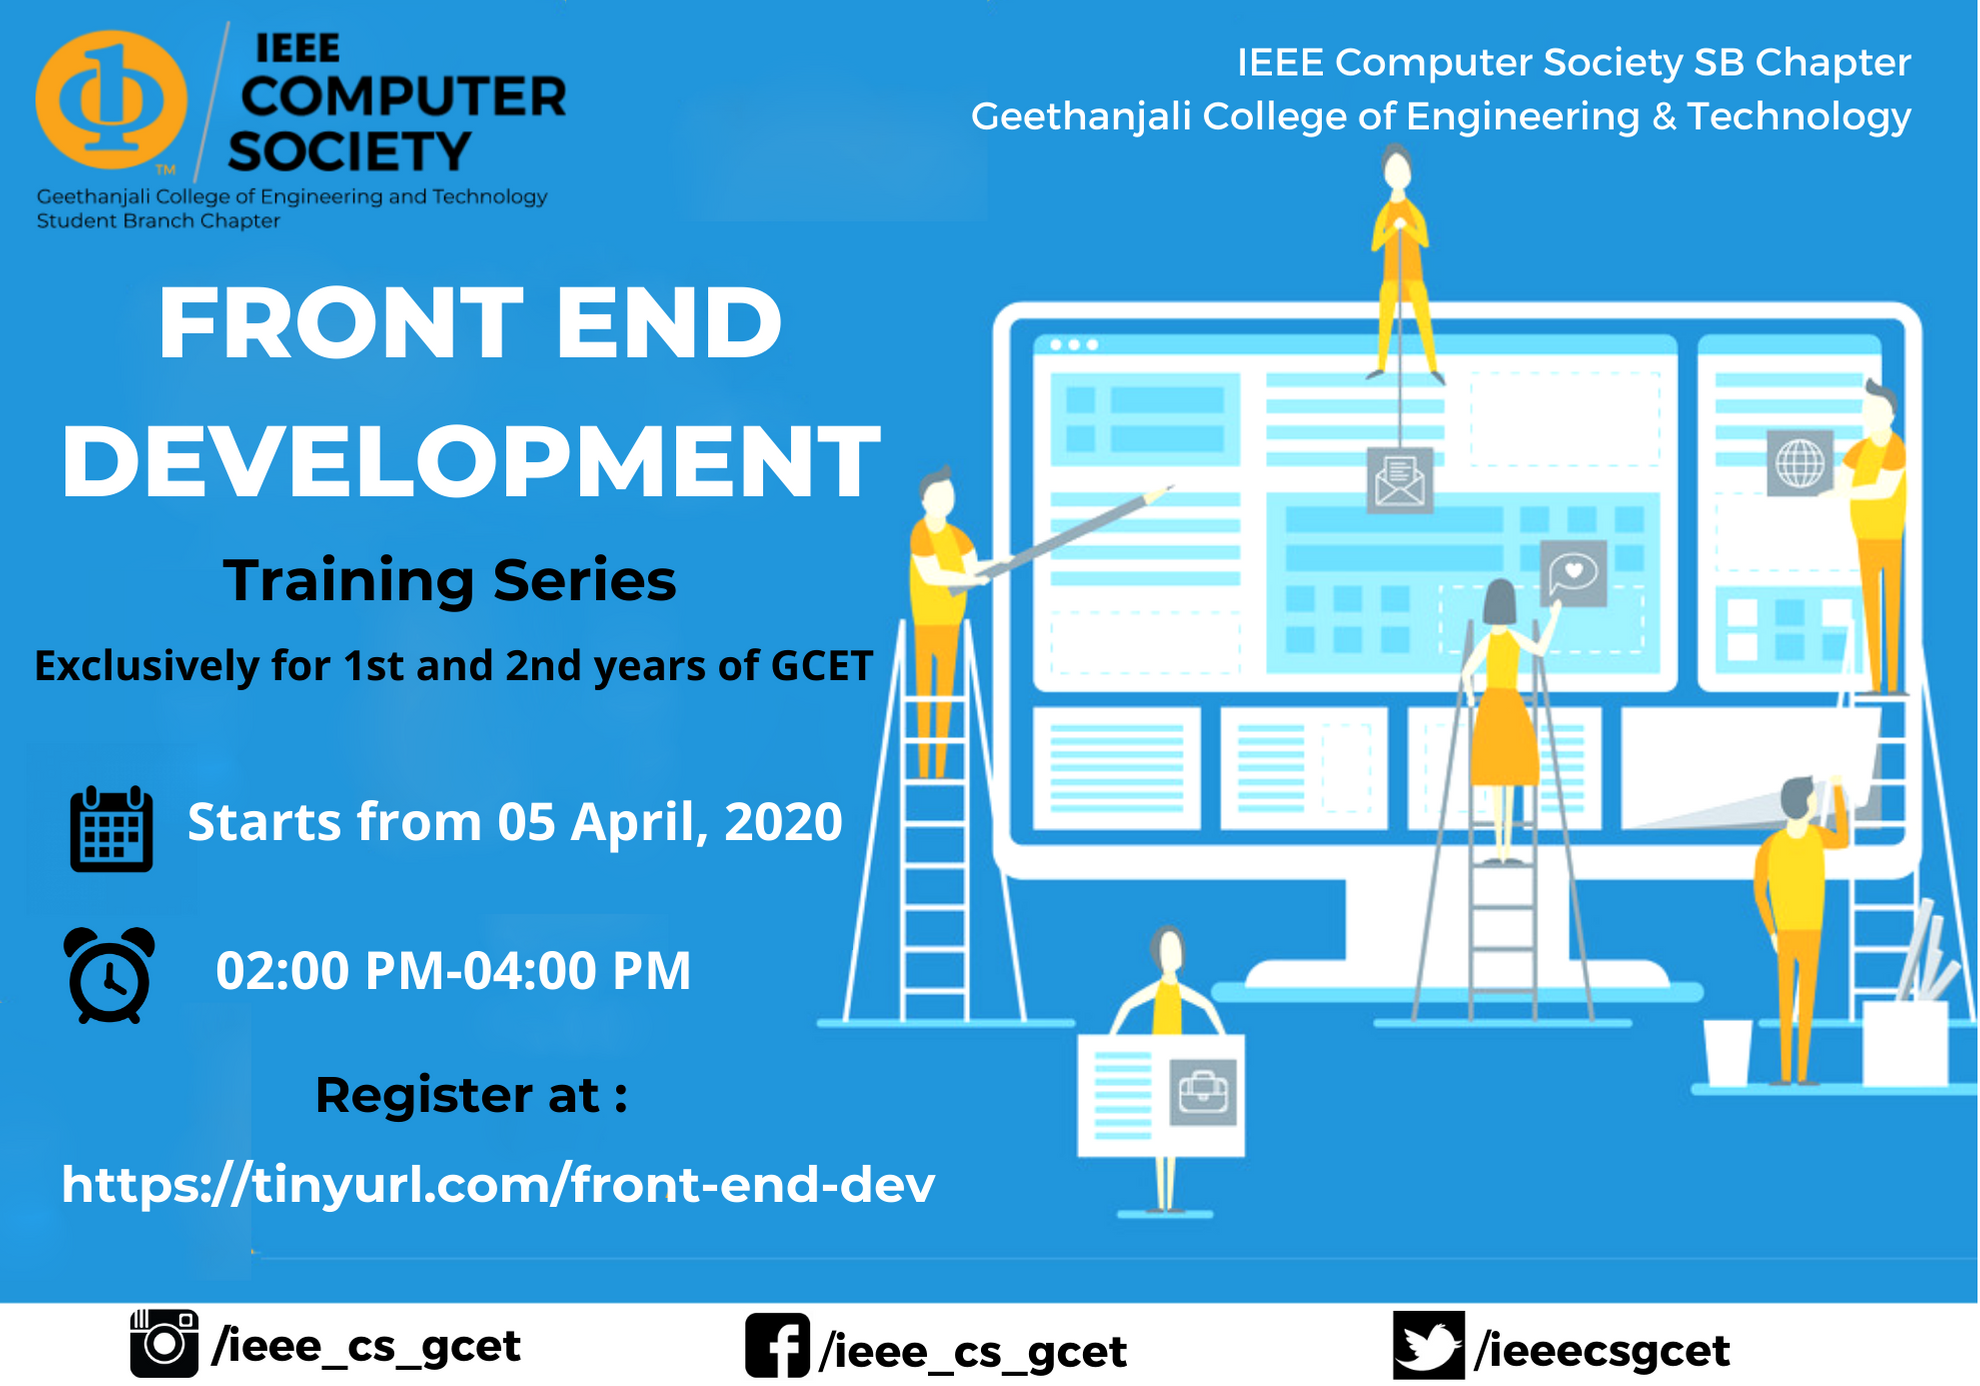 IEEE
COMPUTER
SOCIETY
TM
Geethanjali College of Engineering and Technology
Student Branch Chapter
IEEE Computer Society SB Chapter
Geethanjali College of Engineering & Technology
FRONT END
DEVELOPMENT
Training Series
Exclusively for 1st and 2nd years of GCET
Starts from 05 April, 2020
02:00 PM-04:00 PM
Register at :
https://tinyurl.com/front-end-dev
/ieee_cs_gcet
/ieee_cs_gcet
/ieeecsgcet